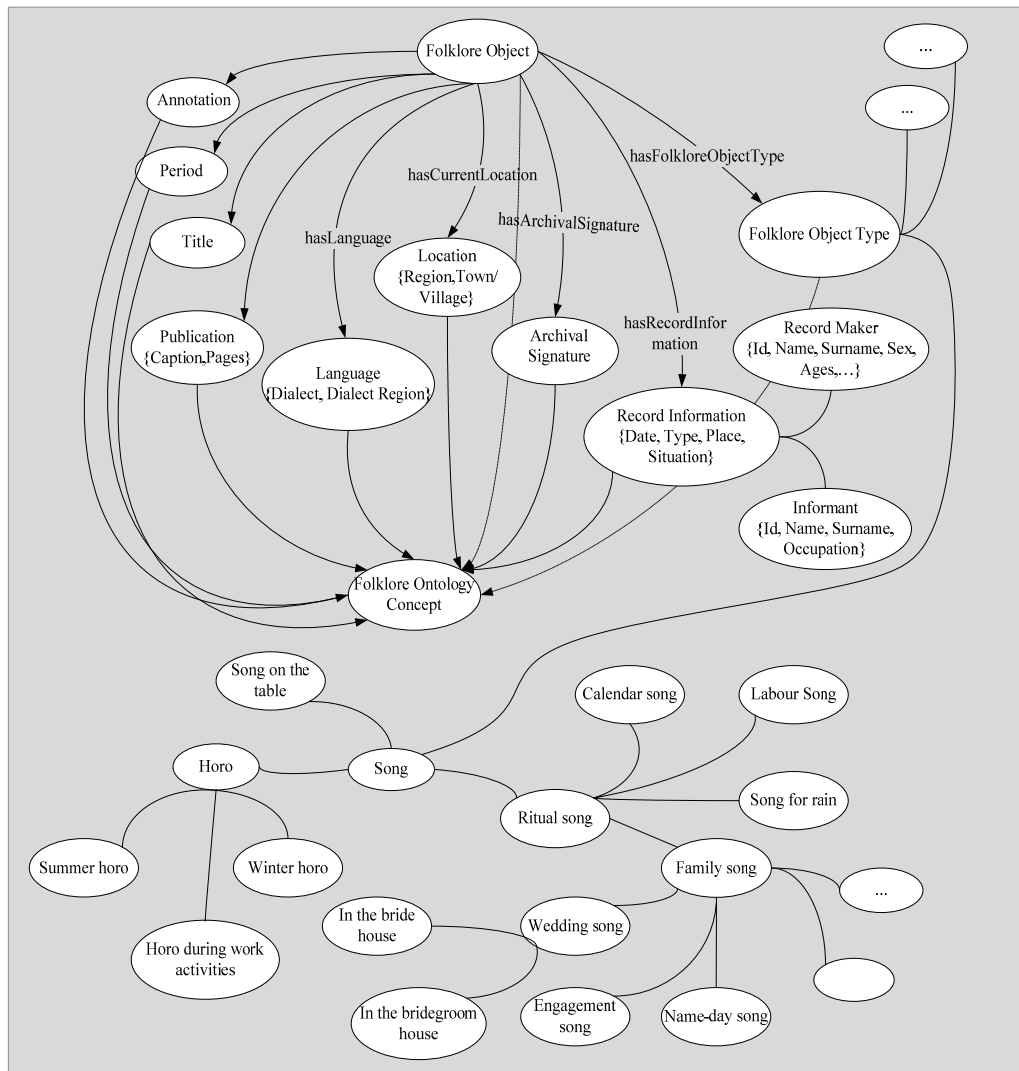 Folklore Object
...
Annotation
...
Period
hasFolkloreObjectType
hasCurrentLocation
Title
hasArchivalSignature
Folklore Object Type
hasLanguage
Location
{Region,Town/
Village}
Publication
{Caption,Pages}
Language
{Dialect, Dialect Region}
Archival
Signature
hasRecordInfor
mation
Record Maker
{Id, Name, Surname, Sex,
Ages,...}
Record Information
{Date, Type, Place,
Situation}
Informant
{Id, Name, Surname,
Occupation}
Folklore Ontology
Concept
Song on the
table
Calendar song
Labour Song
Horo
Song
Ritual song
Song for rain
Summer horo
Winter horo
Family song
...
In the bride
house
Wedding song
Horo during work
activities
In the bridegroom
house
Engagement
song
Name-day song